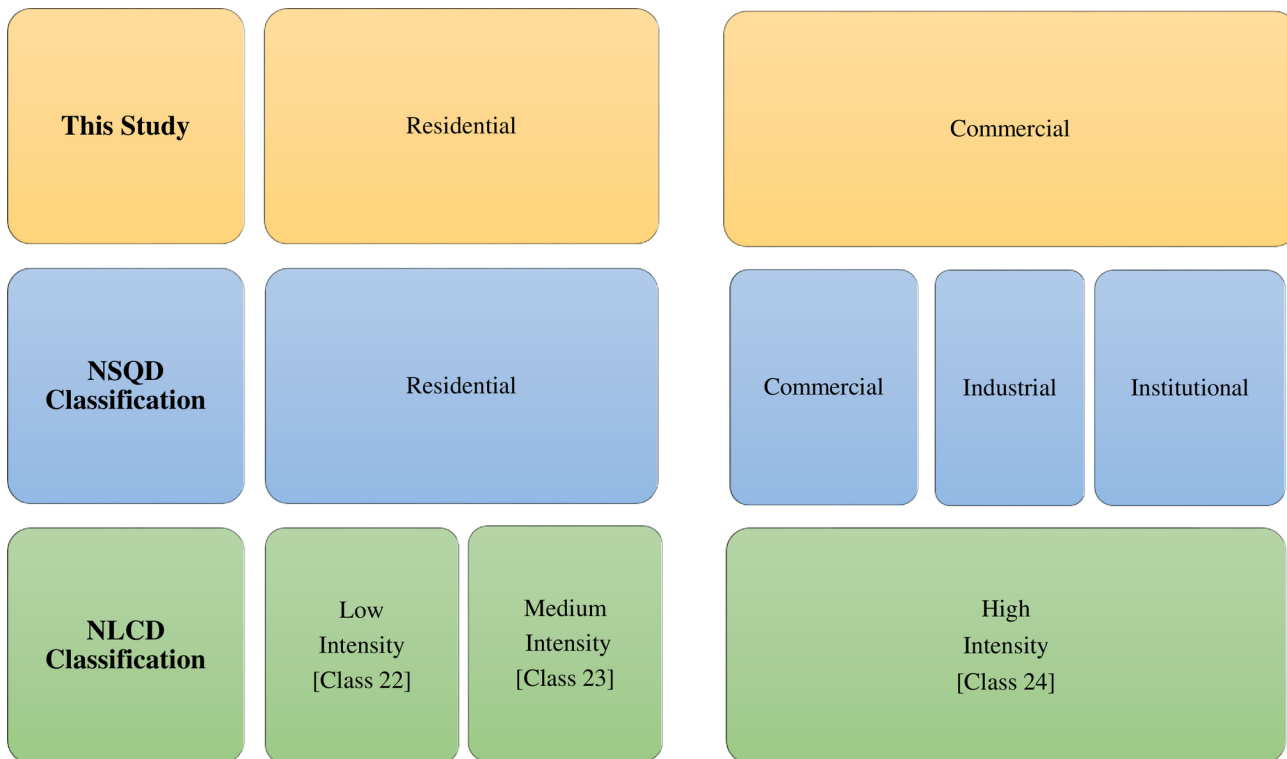 This Study
Residential
Commercial
NSQD
Classification
Residential
Commercial
Industrial
Institutional
NLCD
Classification
Low
Intensity
[Class 22]
Medium
Intensity
[Class 23]
High
Intensity
[Class 24]